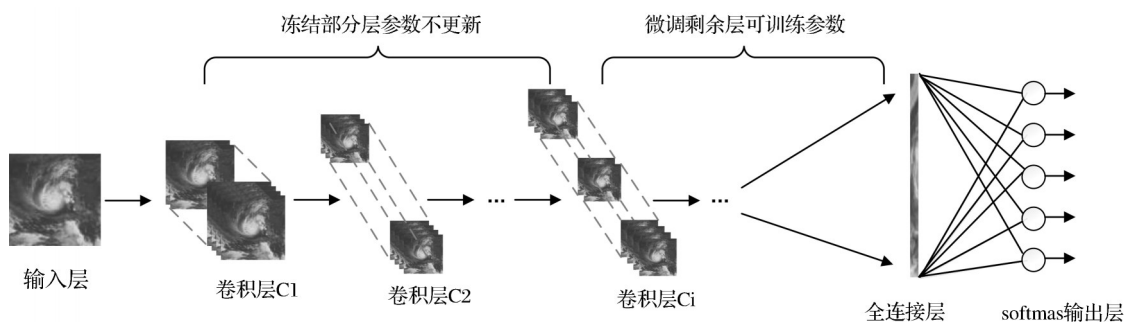 冻结部分层参数不更新
微调剩余层可训练参数
...
...
输入层
卷积层C1
卷积层C2
卷积层Ci
全连接层
softmas输出层